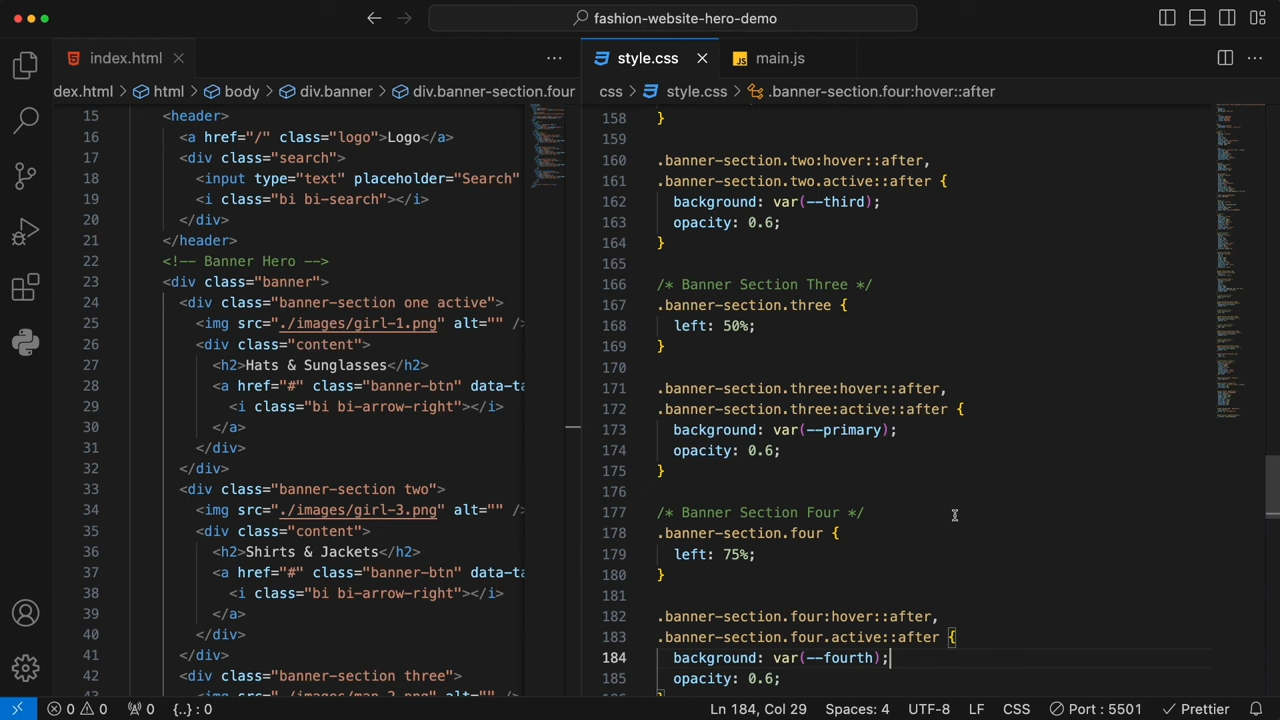 fashion-website-hero-demo
index.html
style.css
main.js
dex.html > html > body > div.banner > div.banner-section.four
css > style.css > .banner-section.four:hover::after
15 <header>
16 <a href="/" class="logo">Logo</a>
17 <div class="search">
18 <input type="text" placeholder="Search"
19 <i class="bi bi-search"></i>
20 </div>
21 </header>
22 <!-- Banner Hero -->
23 <div class="banner">
24 <div class="banner-section one active">
25 <img src="./images/girl-1.png" alt="" />
26 <div class="content">
27 <h2>Hats & Sunglasses</h2>
28 <a href="#" class="banner-btn" data-ta
29 <i class="bi bi-arrow-right"></i>
30 </a>
31 </div>
32 </div>
33 <div class="banner-section two">
34 <img src="./images/girl-3.png" alt="" />
35 <div class="content">
36 <h2>Shirts & Jackets</h2>
37 <a href="#" class="banner-btn" data-ta
38 <i class="bi bi-arrow-right"></i>
39 </a>
40 </div>
41 </div>
42 <div class="banner-section three">
43 <img src="./images/man-2.png" alt="" />
158 }
159
160 .banner-section.two:hover::after,
161 .banner-section.two.active::after {
162 background: var(--third);
163 opacity: 0.6;
164 }
165
166 /* Banner Section Three */
167 .banner-section.three {
168 left: 50%;
169 }
170
171 .banner-section.three:hover::after,
172 .banner-section.three:active::after {
173 background: var(--primary);
174 opacity: 0.6;
175 }
176
177 /* Banner Section Four */
178 .banner-section.four {
179 left: 75%;
180 }
181
182 .banner-section.four:hover::after,
183 .banner-section.four.active::after {
184 background: var(--fourth);
185 opacity: 0.6;
186 }
0 0 0 {..} : 0 Ln 184, Col 29 Spaces: 4 UTF-8 LF CSS Port : 5501 Prettier